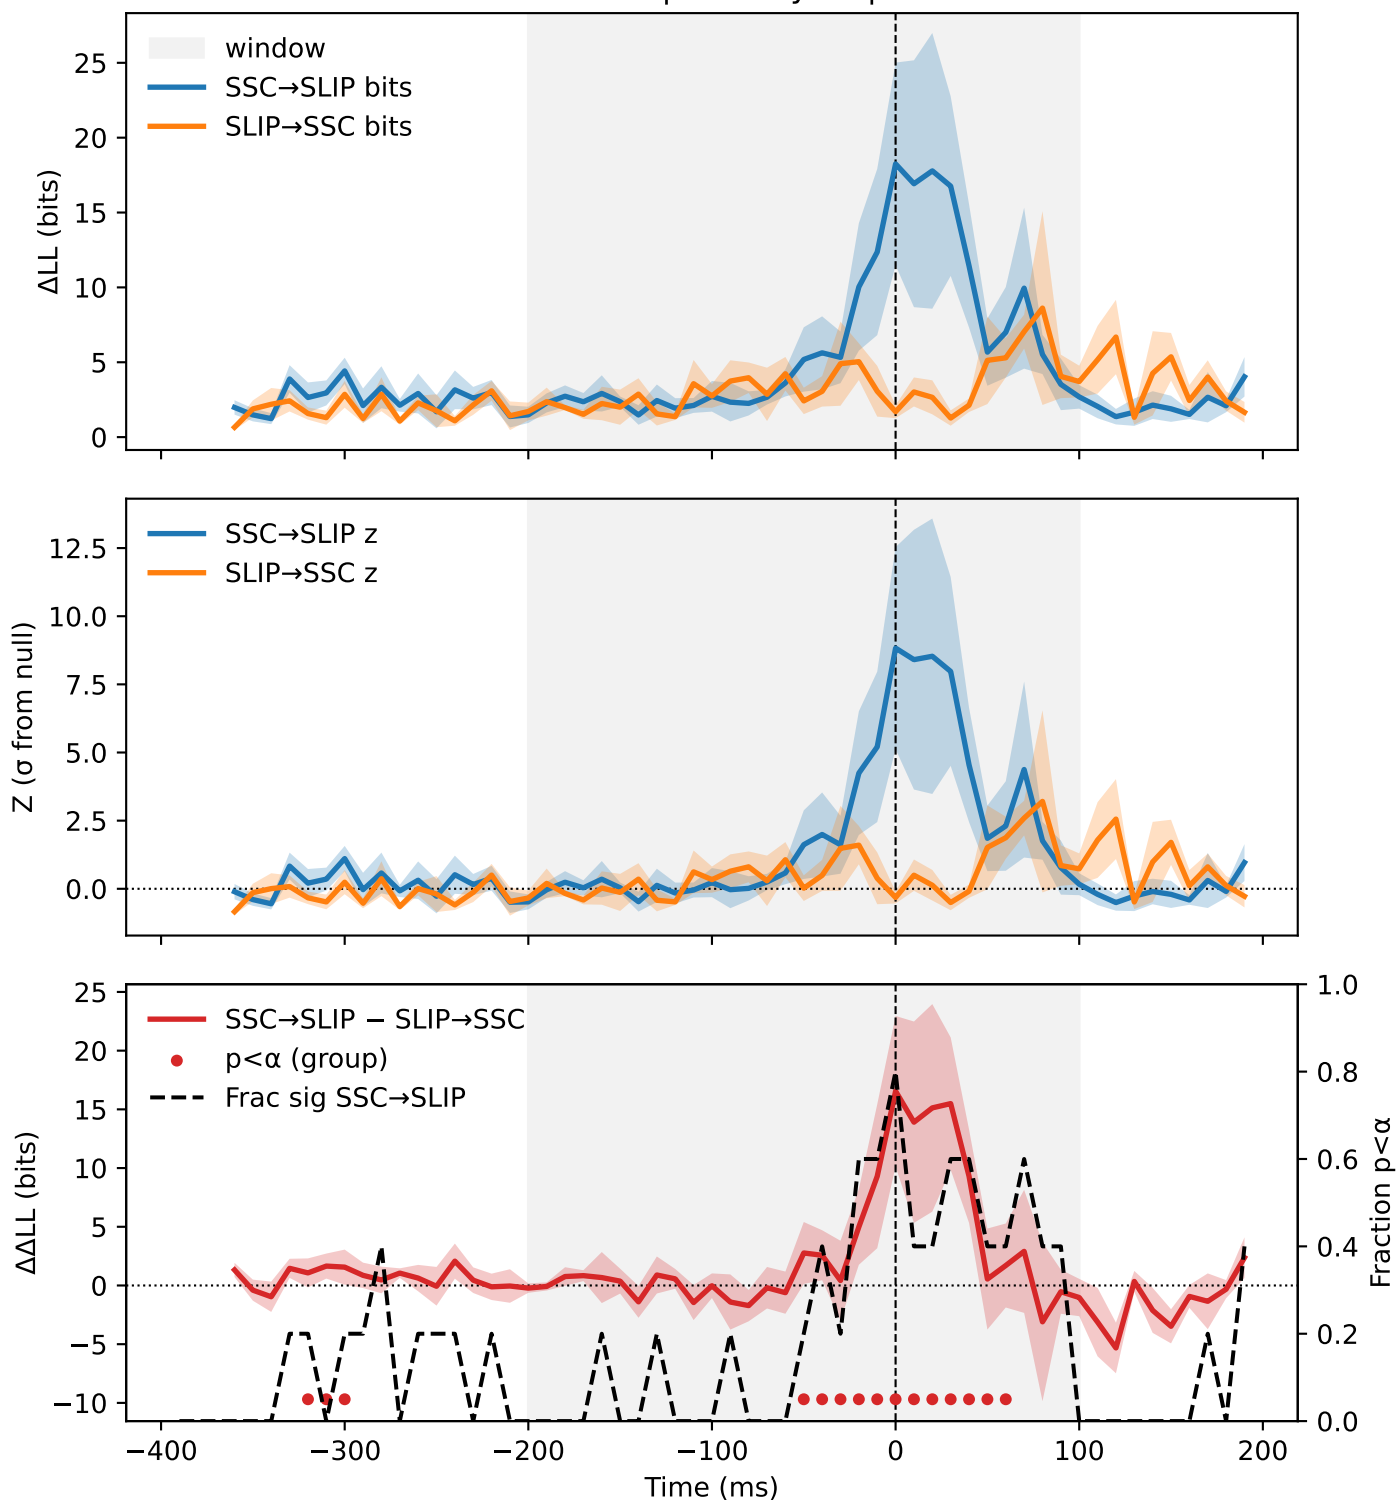 window
SSC→SLIP bits
SLIP→SSC bits
ΔLL (bits)
25
20
15
10
5
0
SSC→SLIP z
SLIP→SSC z
Z (σ from null)
12.5
10.0
7.5
5.0
2.5
0.0
SSC→SLIP − SLIP→SSC
p<α (group)
Frac sig SSC→SLIP
ΔΔLL (bits)
25
20
15
10
5
0
−5
−10
1.0
0.8
0.6
0.4
0.2
0.0
Fraction p<α
−400
−300
−200
−100
0
100
200
Time (ms)